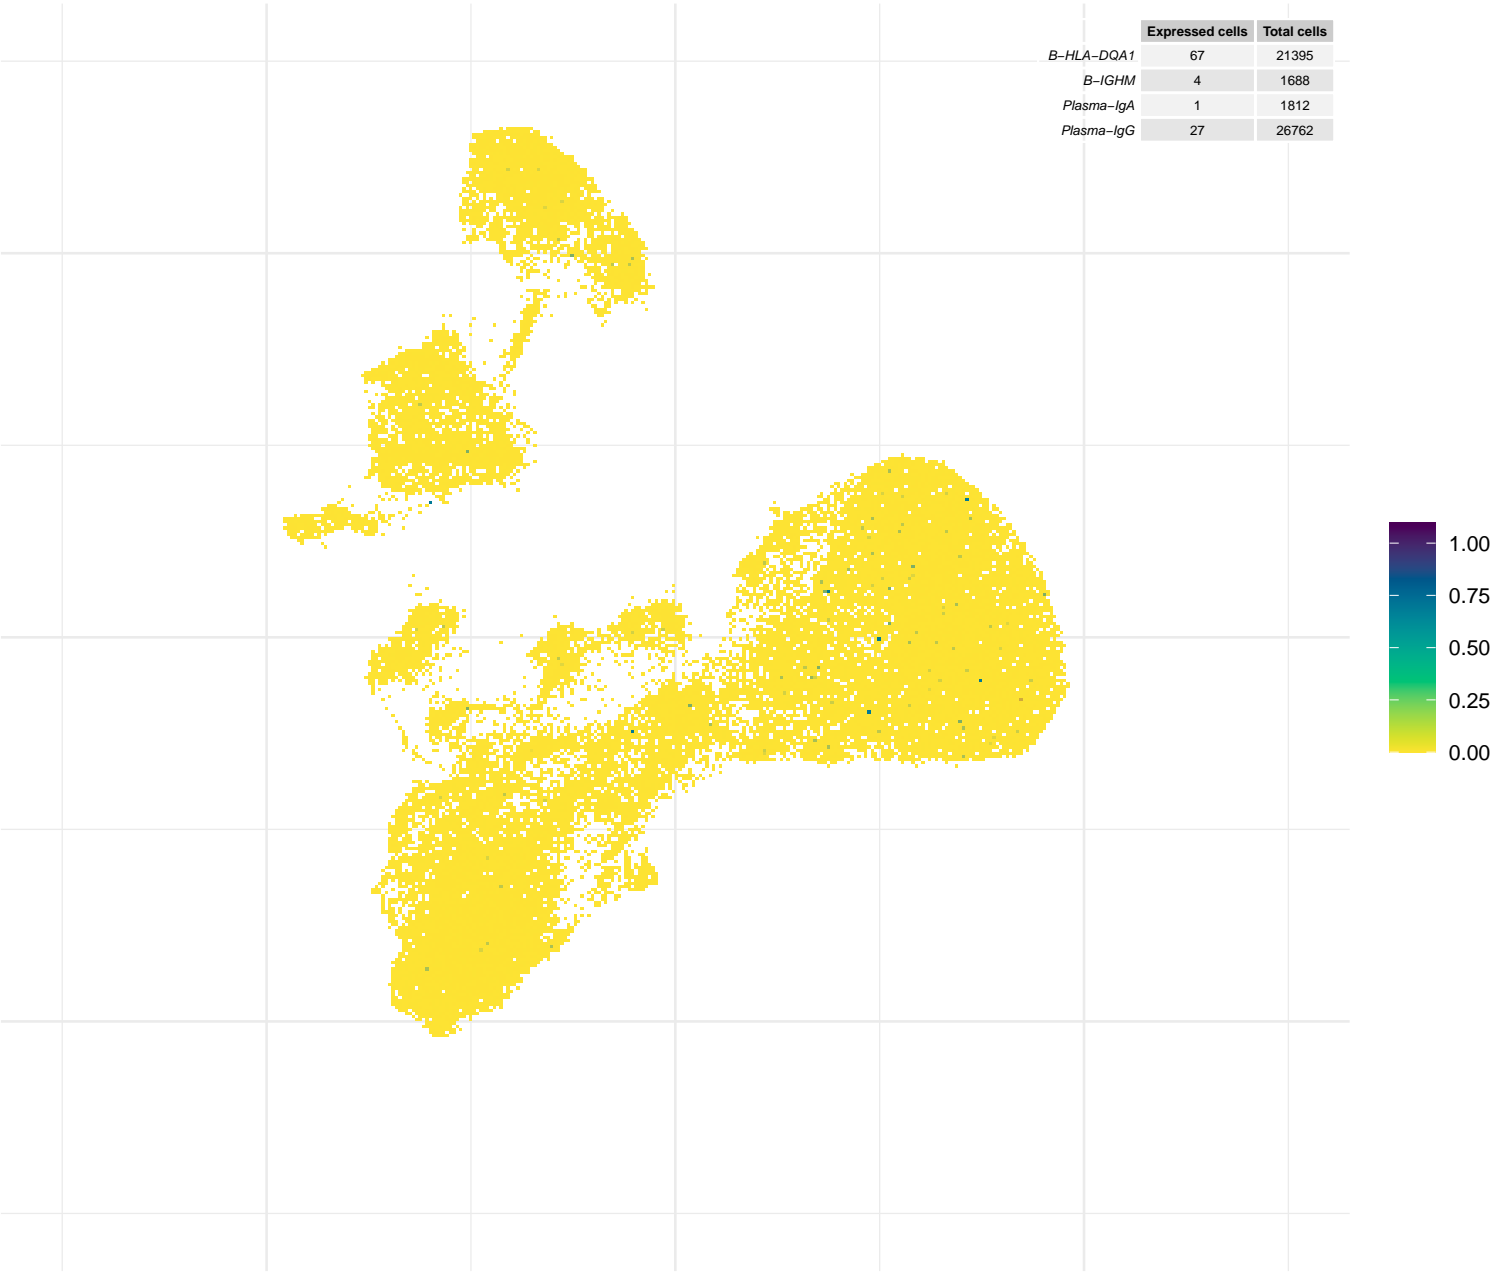 Expressed cells Total cells
B−HLA−DQA1 67 21395
B−IGHM 4 1688
Plasma−IgA 1 1812
Plasma−IgG 27 26762
1.00
0.75
0.50
0.25
0.00